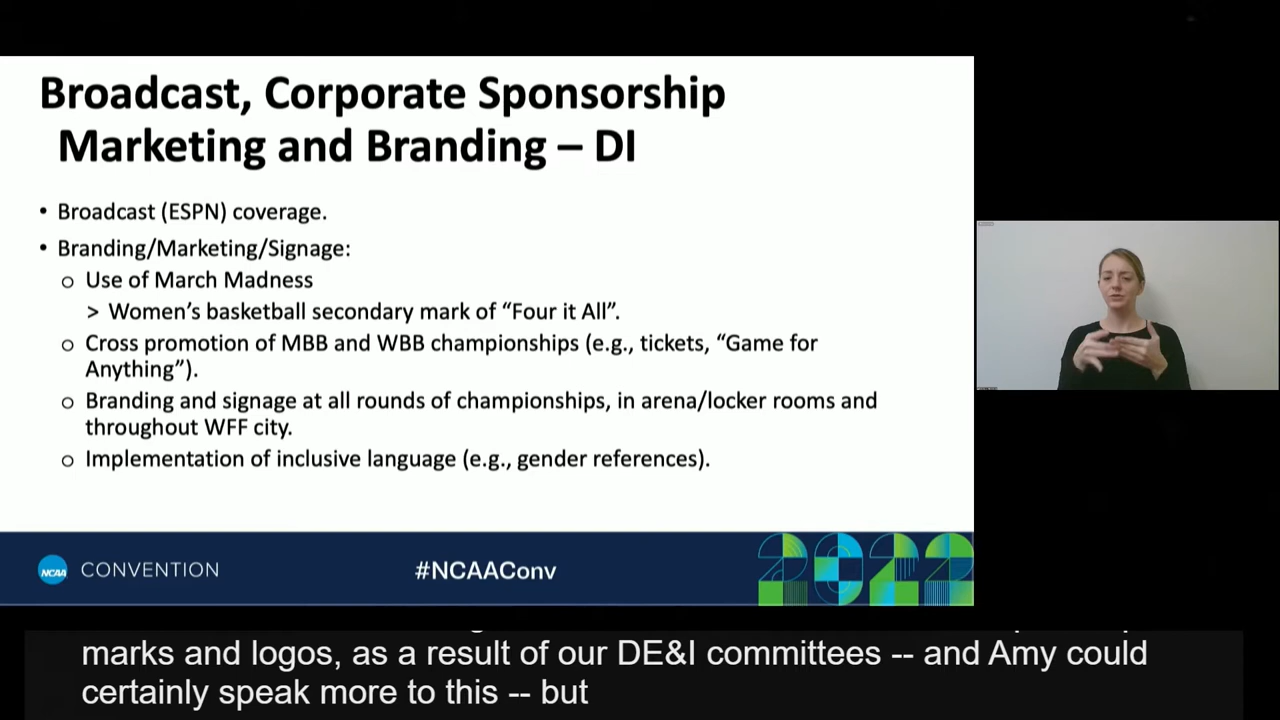 Broadcast, Corporate Sponsorship
Marketing and Branding – DI
• Broadcast (ESPN) coverage.
• Branding/Marketing/Signage:
o Use of March Madness
> Women's basketball secondary mark of “Four it All”.
o Cross promotion of MBB and WBB championships (e.g., tickets, “Game for
Anything”).
o Branding and signage at all rounds of championships, in arena/locker rooms and
throughout WFF city.
o Implementation of inclusive language (e.g., gender references).
NCAA CONVENTION
#NCAAConv
2022
marks and logos, as a result of our DE&I committees -- and Amy could
certainly speak more to this -- but